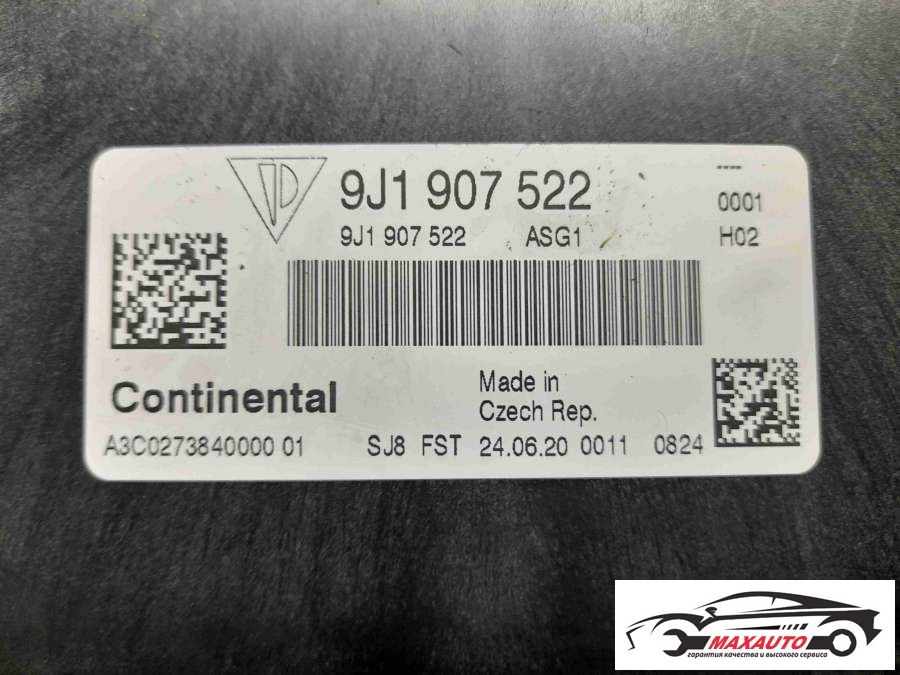 9J1 907 522
0001
9J1 907 522 ASG1 H02
Continental
Made in
Czech Rep.
A3C0273840000 01 SJ8 FST 24.06.20 0011 0824
MAXAUTO
гарантия качества и высокого сервиса